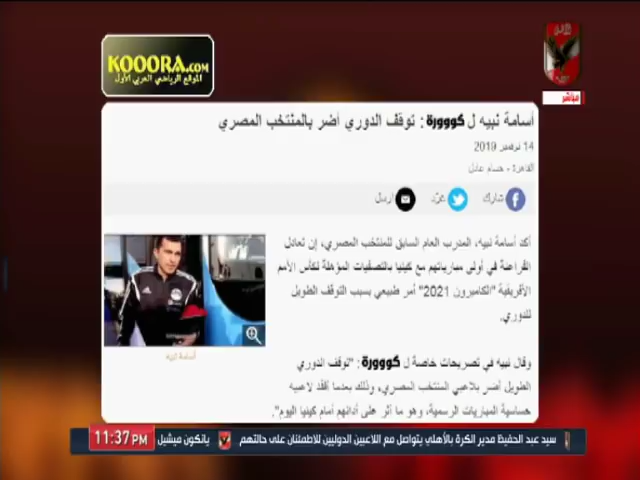 KOOORA.COM
الموقع الرياضي العربي الأول
مباشر
أسامة نبيه ل كووورة : توقف الدوري أضر بالمنتخب المصري
14 نوفمبر 2019
القاهرة - حسام عادل
شارك
غرّد
إرسال
أكد أسامة نبيه، المدرب العام السابق للمنتخب المصري، إن تعادل
الفراعنة في أولى مبارياتهم مع كينيا بالتصفيات المؤهلة لكأس الأمم
الأفريقية "الكاميرون 2021" أمر طبيعي بسبب التوقف الطويل
للدوري.
أسامة نبيه
وقال نبيه في تصريحات خاصة ل كووورة : "توقف الدوري
الطويل أضر بلاعبي المنتخب المصري، وذلك بعدما أفقد لاعبيه
حساسية المباريات الرسمية، وهو ما أثر على أدائهم أمام كينيا اليوم".
سيد عبد الحفيظ مدير الكرة بالأهلي يتواصل مع اللاعبين الدوليين للاطمئنان على حالتهم
ياتكون ميشيل
11:37 PM